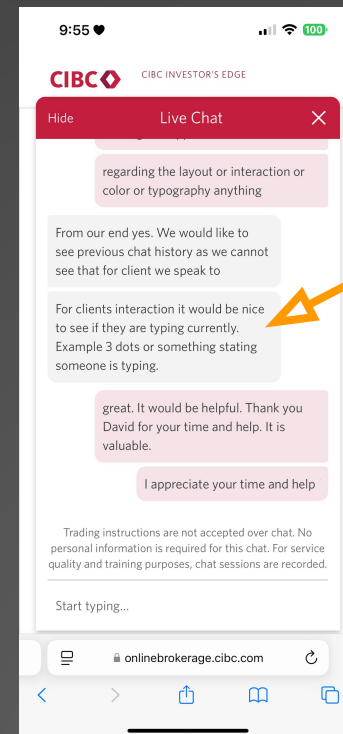 9:55
100
CIBC
CIBC INVESTOR'S EDGE
Hide
Live Chat
regarding the layout or interaction or
color or typography anything
From our end yes. We would like to
see previous chat history as we cannot
see that for client we speak to
For clients interaction it would be nice
to see if they are typing currently.
Example 3 dots or something stating
someone is typing.
great. It would be helpful. Thank you
David for your time and help. It is
valuable.
I appreciate your time and help
Trading instructions are not accepted over chat. No
personal information is required for this chat. For service
quality and training purposes, chat sessions are recorded.
Start typing...
onlinebrokerage.cibc.com